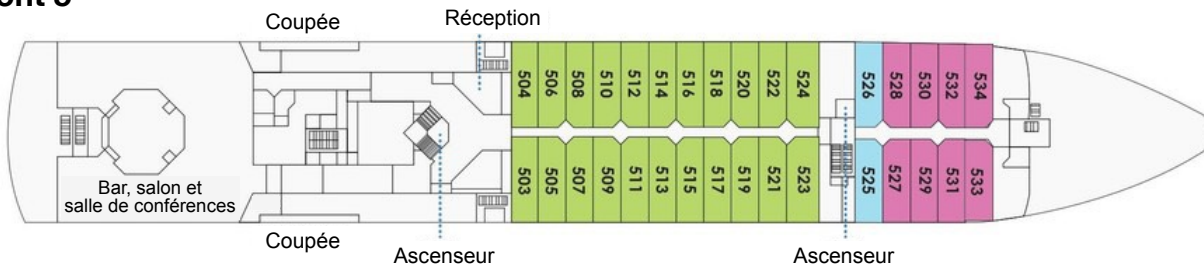 Coupée
Réception
504 506 508 510 512 514 516 518 520 522 524 526 528 530 532 534
503 505 507 509 511 513 515 517 519 521 523 525 527 529 531 533
Bar, salon et
salle de conférences
Coupée
Ascenseur
Ascenseur